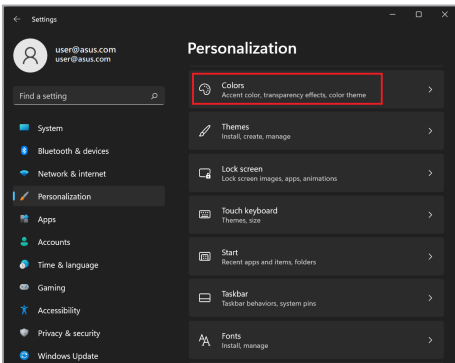 Settings
user@asus.com
user@asus.com
Find a setting
System
Bluetooth & devices
Network & internet
Personalization
Apps
Accounts
Time & language
Gaming
Accessibility
Privacy & security
Windows Update
Personalization
Colors
Accent color, transparency effects, color theme
Themes
Install, create, manage
Lock screen
Lock screen images, apps, animations
Touch keyboard
Themes, size
Start
Recent apps and items, folders
Taskbar
Taskbar behaviors, system pins
Fonts
Install, manage